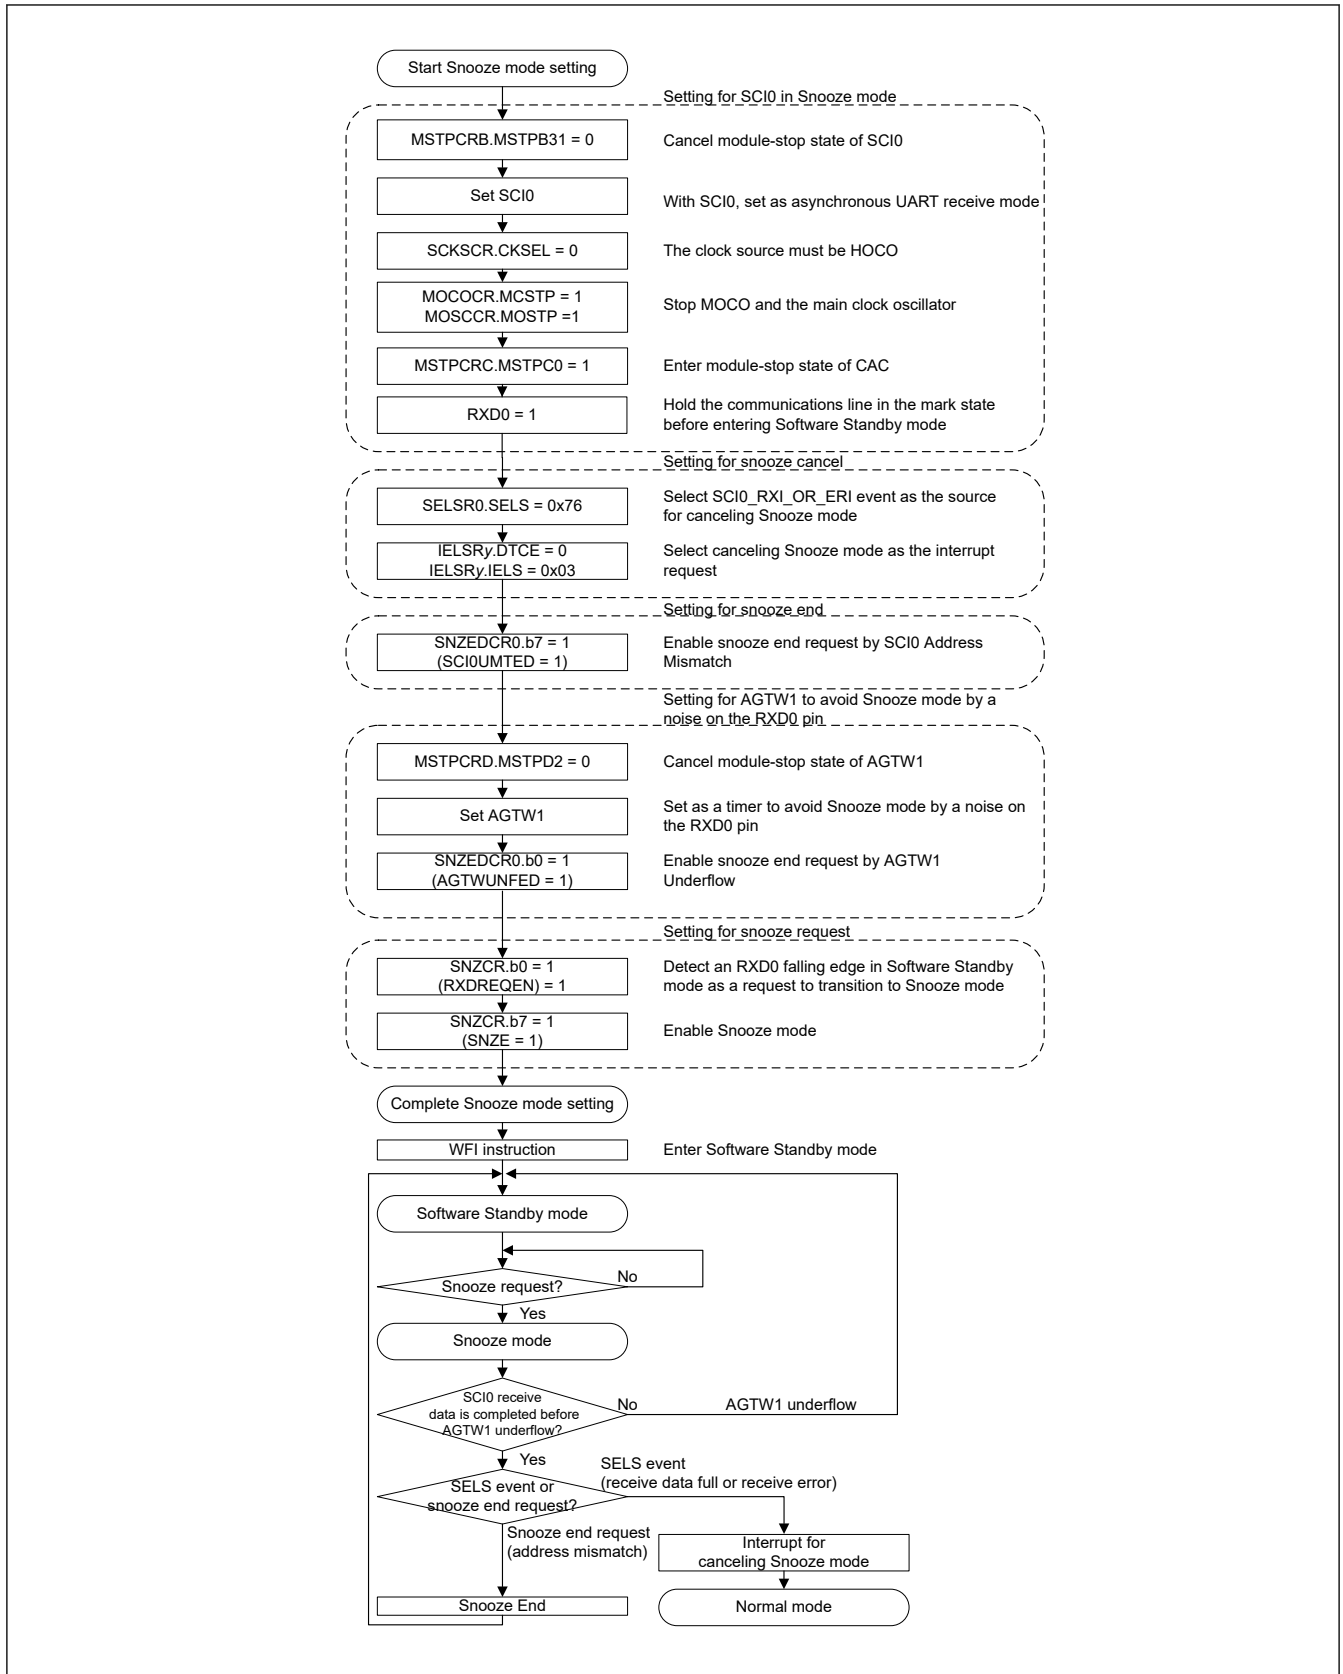 Start Snooze mode setting
Setting for SCI0 in Snooze mode
MSTPCRB.MSTPB31 = 0
Cancel module-stop state of SCI0
Set SCI0
With SCI0, set as asynchronous UART receive mode
SCKSCR.CKSEL = 0
The clock source must be HOCO
MOCOCR.MCSTP = 1
MOSCCR.MOSTP =1
Stop MOCO and the main clock oscillator
MSTPCRC.MSTPC0 = 1
Enter module-stop state of CAC
RXD0 = 1
Hold the communications line in the mark state
before entering Software Standby mode
Setting for snooze cancel
SELSR0.SELS = 0x76
Select SCI0_RXI_OR_ERI event as the source
for canceling Snooze mode
IELSRy.DTCE = 0
IELSRy.IELS = 0x03
Select canceling Snooze mode as the interrupt
request
Setting for snooze end
SNZEDCR0.b7 = 1
(SCI0UMTED = 1)
Enable snooze end request by SCI0 Address
Mismatch
Setting for AGTW1 to avoid Snooze mode by a
noise on the RXD0 pin
MSTPCRD.MSTPD2 = 0
Cancel module-stop state of AGTW1
Set AGTW1
Set as a timer to avoid Snooze mode by a noise on
the RXD0 pin
SNZEDCR0.b0 = 1
(AGTWUNFED = 1)
Enable snooze end request by AGTW1
Underflow
Setting for snooze request
SNZCR.b0 = 1
(RXDREQEN) = 1
Detect an RXD0 falling edge in Software Standby
mode as a request to transition to Snooze mode
SNZCR.b7 = 1
(SNZE = 1)
Enable Snooze mode
Complete Snooze mode setting
WFI instruction
Enter Software Standby mode
Software Standby mode
Snooze request?
No
Yes
Snooze mode
SCI0 receive
data is completed before
AGTW1 underflow?
No
AGTW1 underflow
Yes
SELS event
(receive data full or receive error)
SELS event or
snooze end request?
Snooze end request
(address mismatch)
Interrupt for
canceling Snooze mode
Snooze End
Normal mode